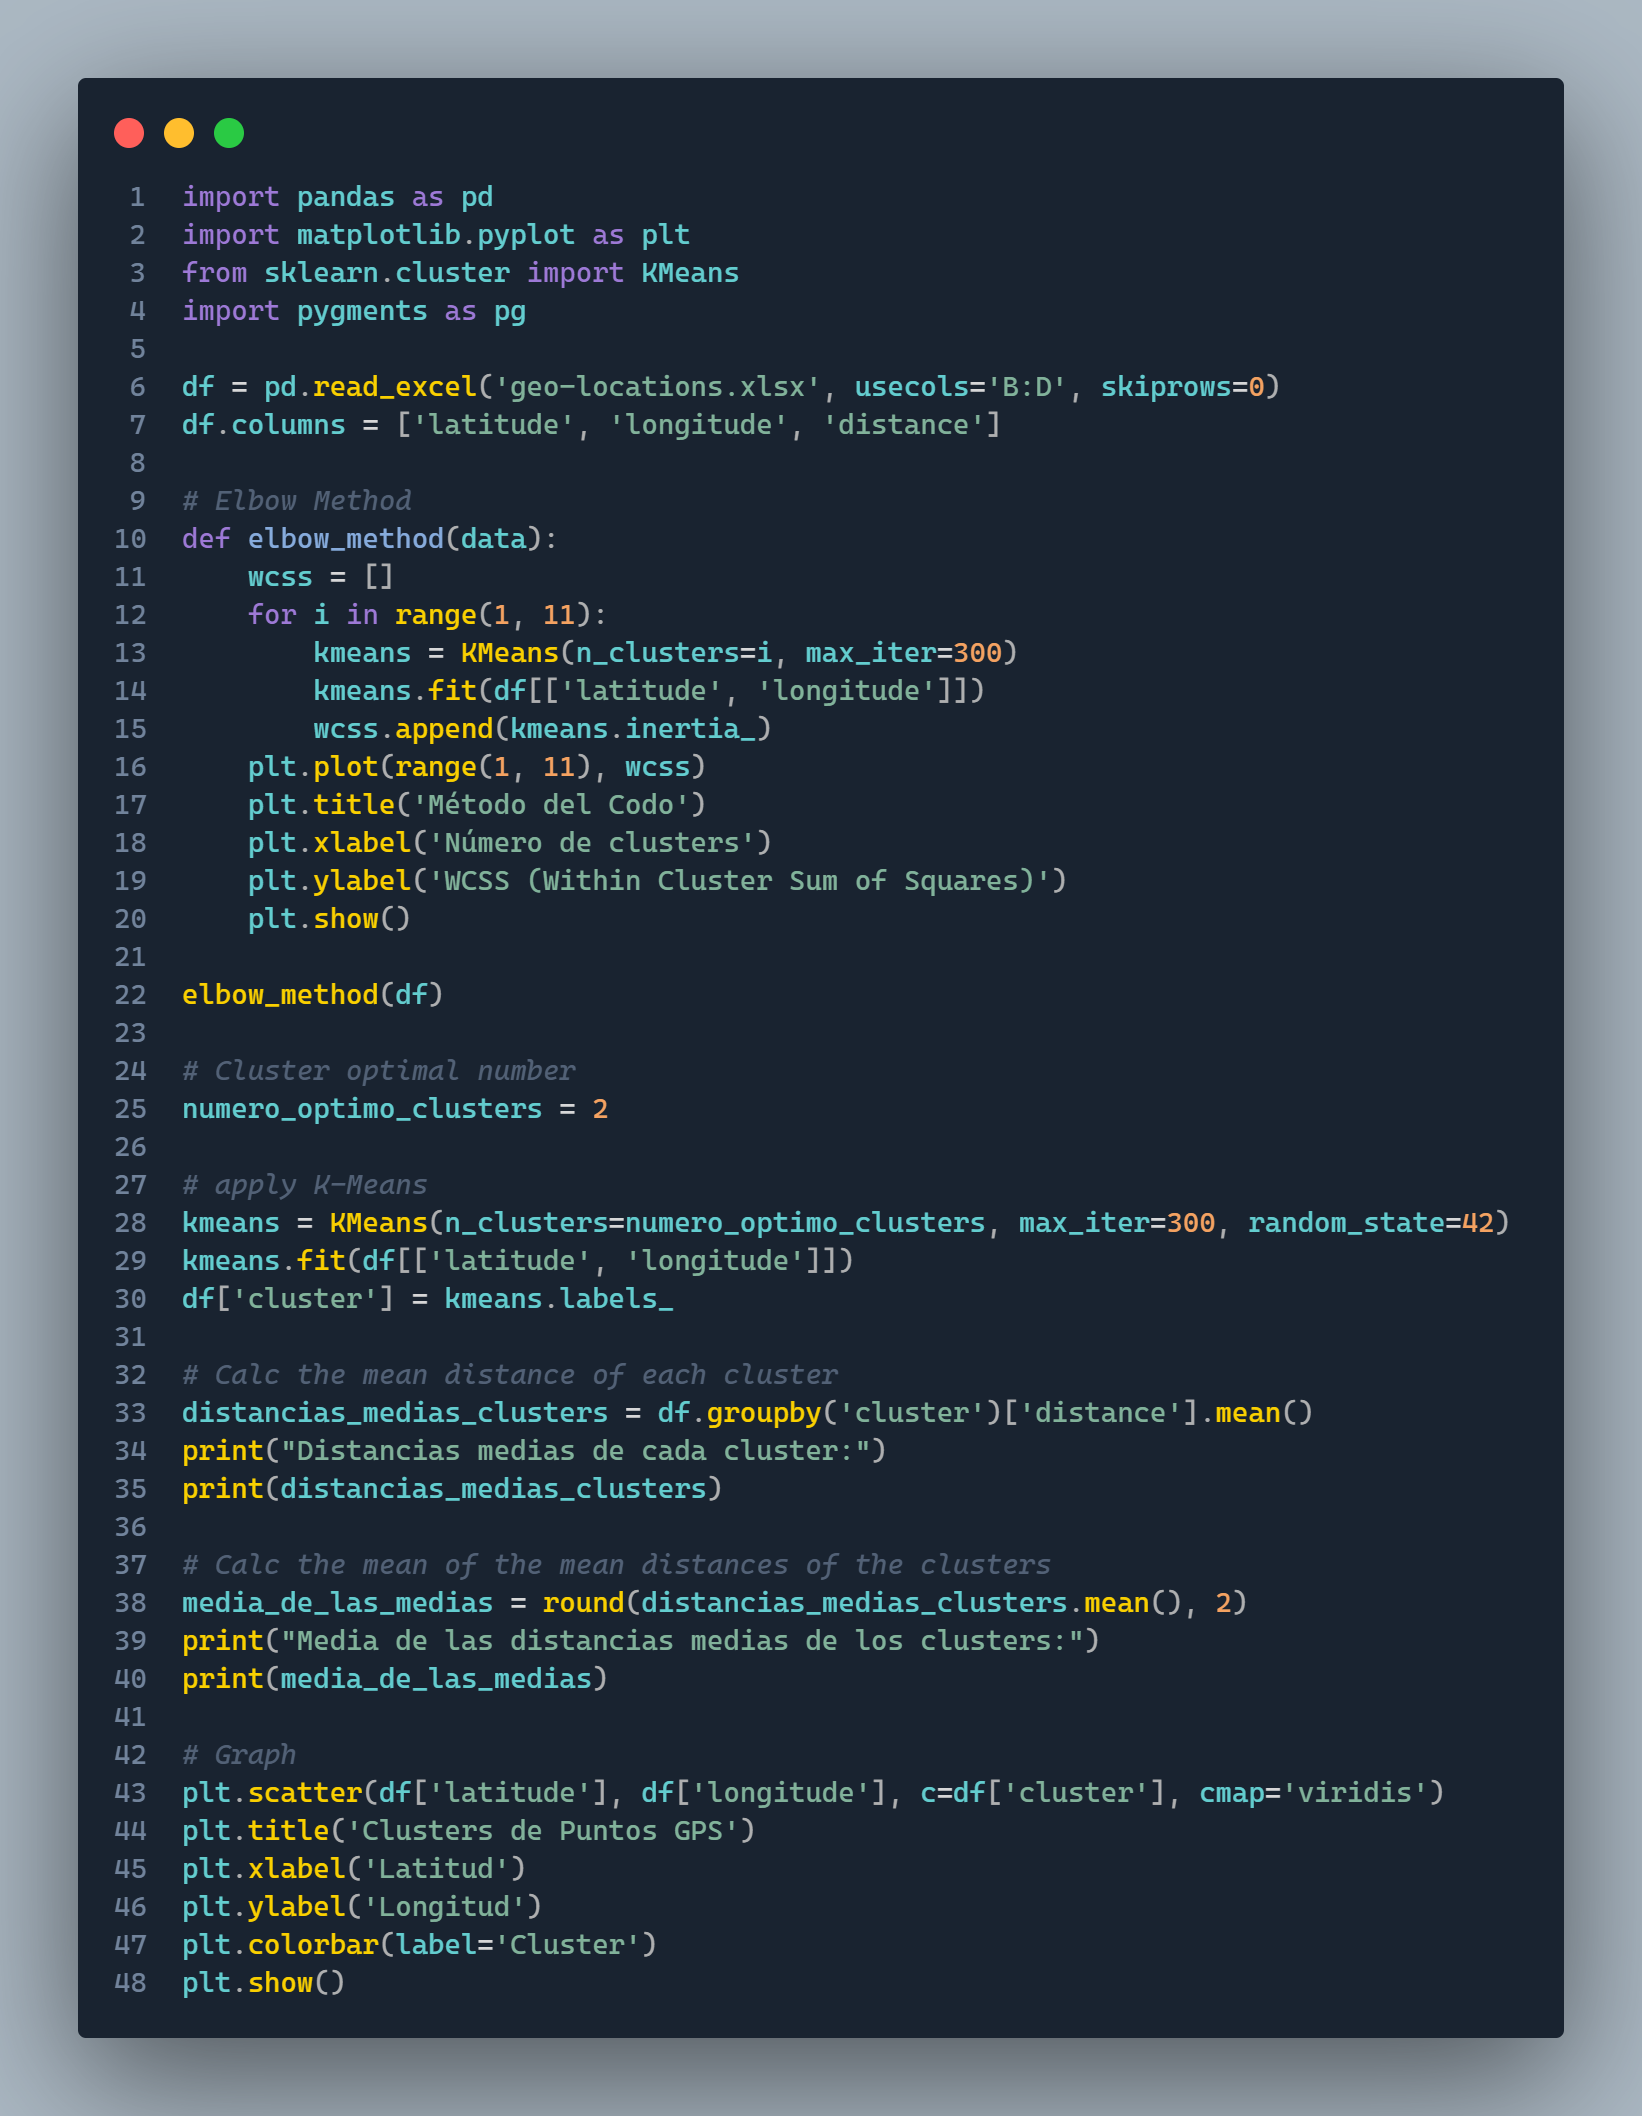 1 import pandas as pd
2 import matplotlib.pyplot as plt
3 from sklearn.cluster import KMeans
4 import pygments as pg
5
6 df = pd.read_excel('geo-locations.xlsx', usecols='B:D', skiprows=0)
7 df.columns = ['latitude', 'longitude', 'distance']
8
9 # Elbow Method
10 def elbow_method(data):
11     wcss = []
12     for i in range(1, 11):
13         kmeans = KMeans(n_clusters=i, max_iter=300)
14         kmeans.fit(df[['latitude', 'longitude']])
15         wcss.append(kmeans.inertia_)
16     plt.plot(range(1, 11), wcss)
17     plt.title('Método del Codo')
18     plt.xlabel('Número de clusters')
19     plt.ylabel('WCSS (Within Cluster Sum of Squares)')
20     plt.show()
21
22 elbow_method(df)
23
24 # Cluster optimal number
25 numero_optimo_clusters = 2
26
27 # apply K-Means
28 kmeans = KMeans(n_clusters=numero_optimo_clusters, max_iter=300, random_state=42)
29 kmeans.fit(df[['latitude', 'longitude']])
30 df['cluster'] = kmeans.labels_
31
32 # Calc the mean distance of each cluster
33 distancias_medias_clusters = df.groupby('cluster')['distance'].mean()
34 print("Distancias medias de cada cluster:")
35 print(distancias_medias_clusters)
36
37 # Calc the mean of the mean distances of the clusters
38 media_de_las_medias = round(distancias_medias_clusters.mean(), 2)
39 print("Media de las distancias medias de los clusters:")
40 print(media_de_las_medias)
41
42 # Graph
43 plt.scatter(df['latitude'], df['longitude'], c=df['cluster'], cmap='viridis')
44 plt.title('Clusters de Puntos GPS')
45 plt.xlabel('Latitud')
46 plt.ylabel('Longitud')
47 plt.colorbar(label='Cluster')
48 plt.show()